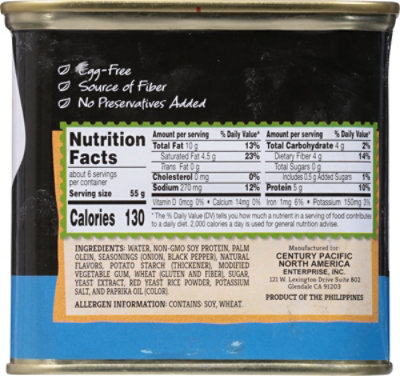 Egg-Free
Source of Fiber
No Preservatives Added
Nutrition Facts
about 6 servings
per container
Serving size 55 g
Calories 130
Amount per serving % Daily Value*
Total Fat 10 g 13%
Saturated Fat 4.5 g 23%
Trans Fat 0 g
Cholesterol 0 mg 0%
Sodium 270 mg 12%
Amount per serving % Daily Value*
Total Carbohydrate 4 g 2%
Dietary Fiber 4 g 14%
Total Sugars 0 g
Includes 0.5 g Added Sugars 1%
Protein 5 g 10%
Vitamin D 0mcg 0% • Calcium 14mg 0% Iron 1mg 6% • Potassium 150mg 3%
*The % Daily Value (DV) tells you how much a nutrient in a serving of food contributes
to a daily diet. 2,000 calories a day is used for general nutrition advise.
INGREDIENTS: WATER, NON-GMO SOY PROTEIN, PALM
OLEIN, SEASONINGS (ONION, BLACK PEPPER), NATURAL
FLAVORS, POTATO STARCH (THICKENER), MODIFIED
VEGETABLE GUM, WHEAT (GLUTEN AND FIBER), SUGAR,
YEAST EXTRACT, RED YEAST RICE POWDER, POTASSIUM
SALT, AND PAPRIKA OIL (COLOR).
ALLERGEN INFORMATION: CONTAINS: SOY, WHEAT.
Manufactured for:
CENTURY PACIFIC
NORTH AMERICA
ENTERPRISE, INC.
121 W. Lexington Drive Suite 802
Glendale CA 91203
PRODUCT OF THE PHILIPPINES